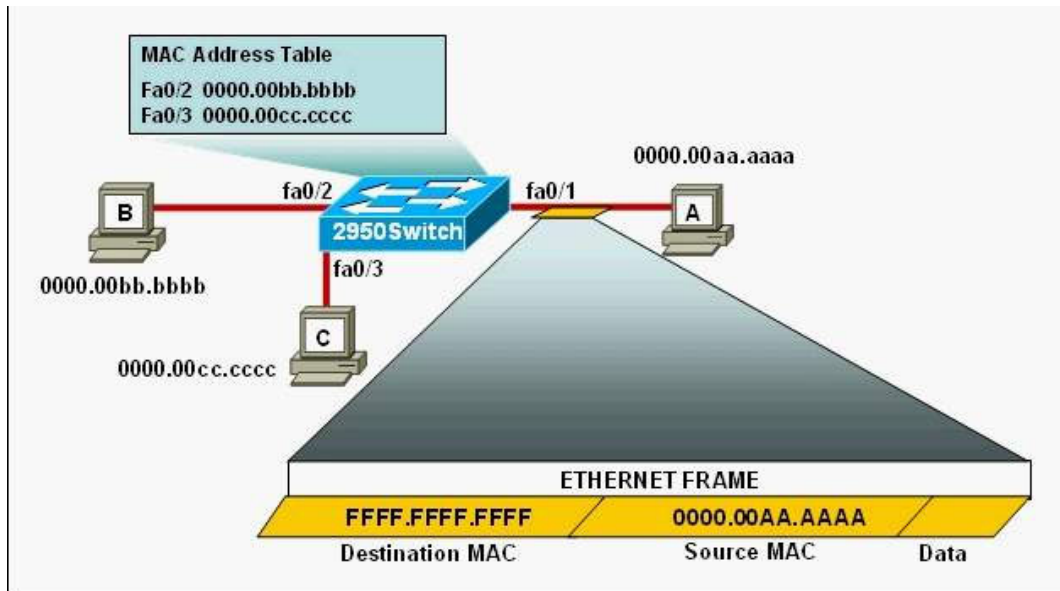 MAC Address Table
Fa0/2 0000.00bb.bbbb
Fa0/3 0000.00cc.cccc
0000.00aa.aaaa
fa0/2
fa0/1
B
A
2950Switch
0000.00bb.bbbb
fa0/3
C
0000.00cc.cccc
ETHERNET FRAME
FFFF.FFFF.FFFF 0000.00AA.AAAA
Destination MAC Source MAC Data